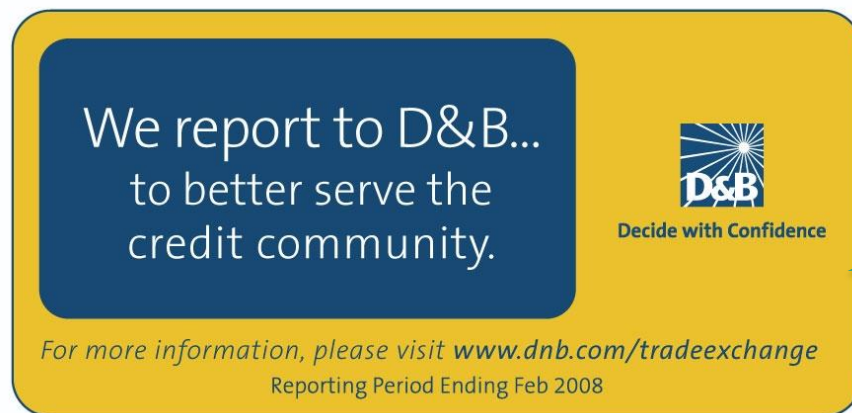 We report to D&B...
to better serve the
credit community.
D&B
Decide with Confidence
For more information, please visit www.dnb.com/tradeexchange
Reporting Period Ending Feb 2008